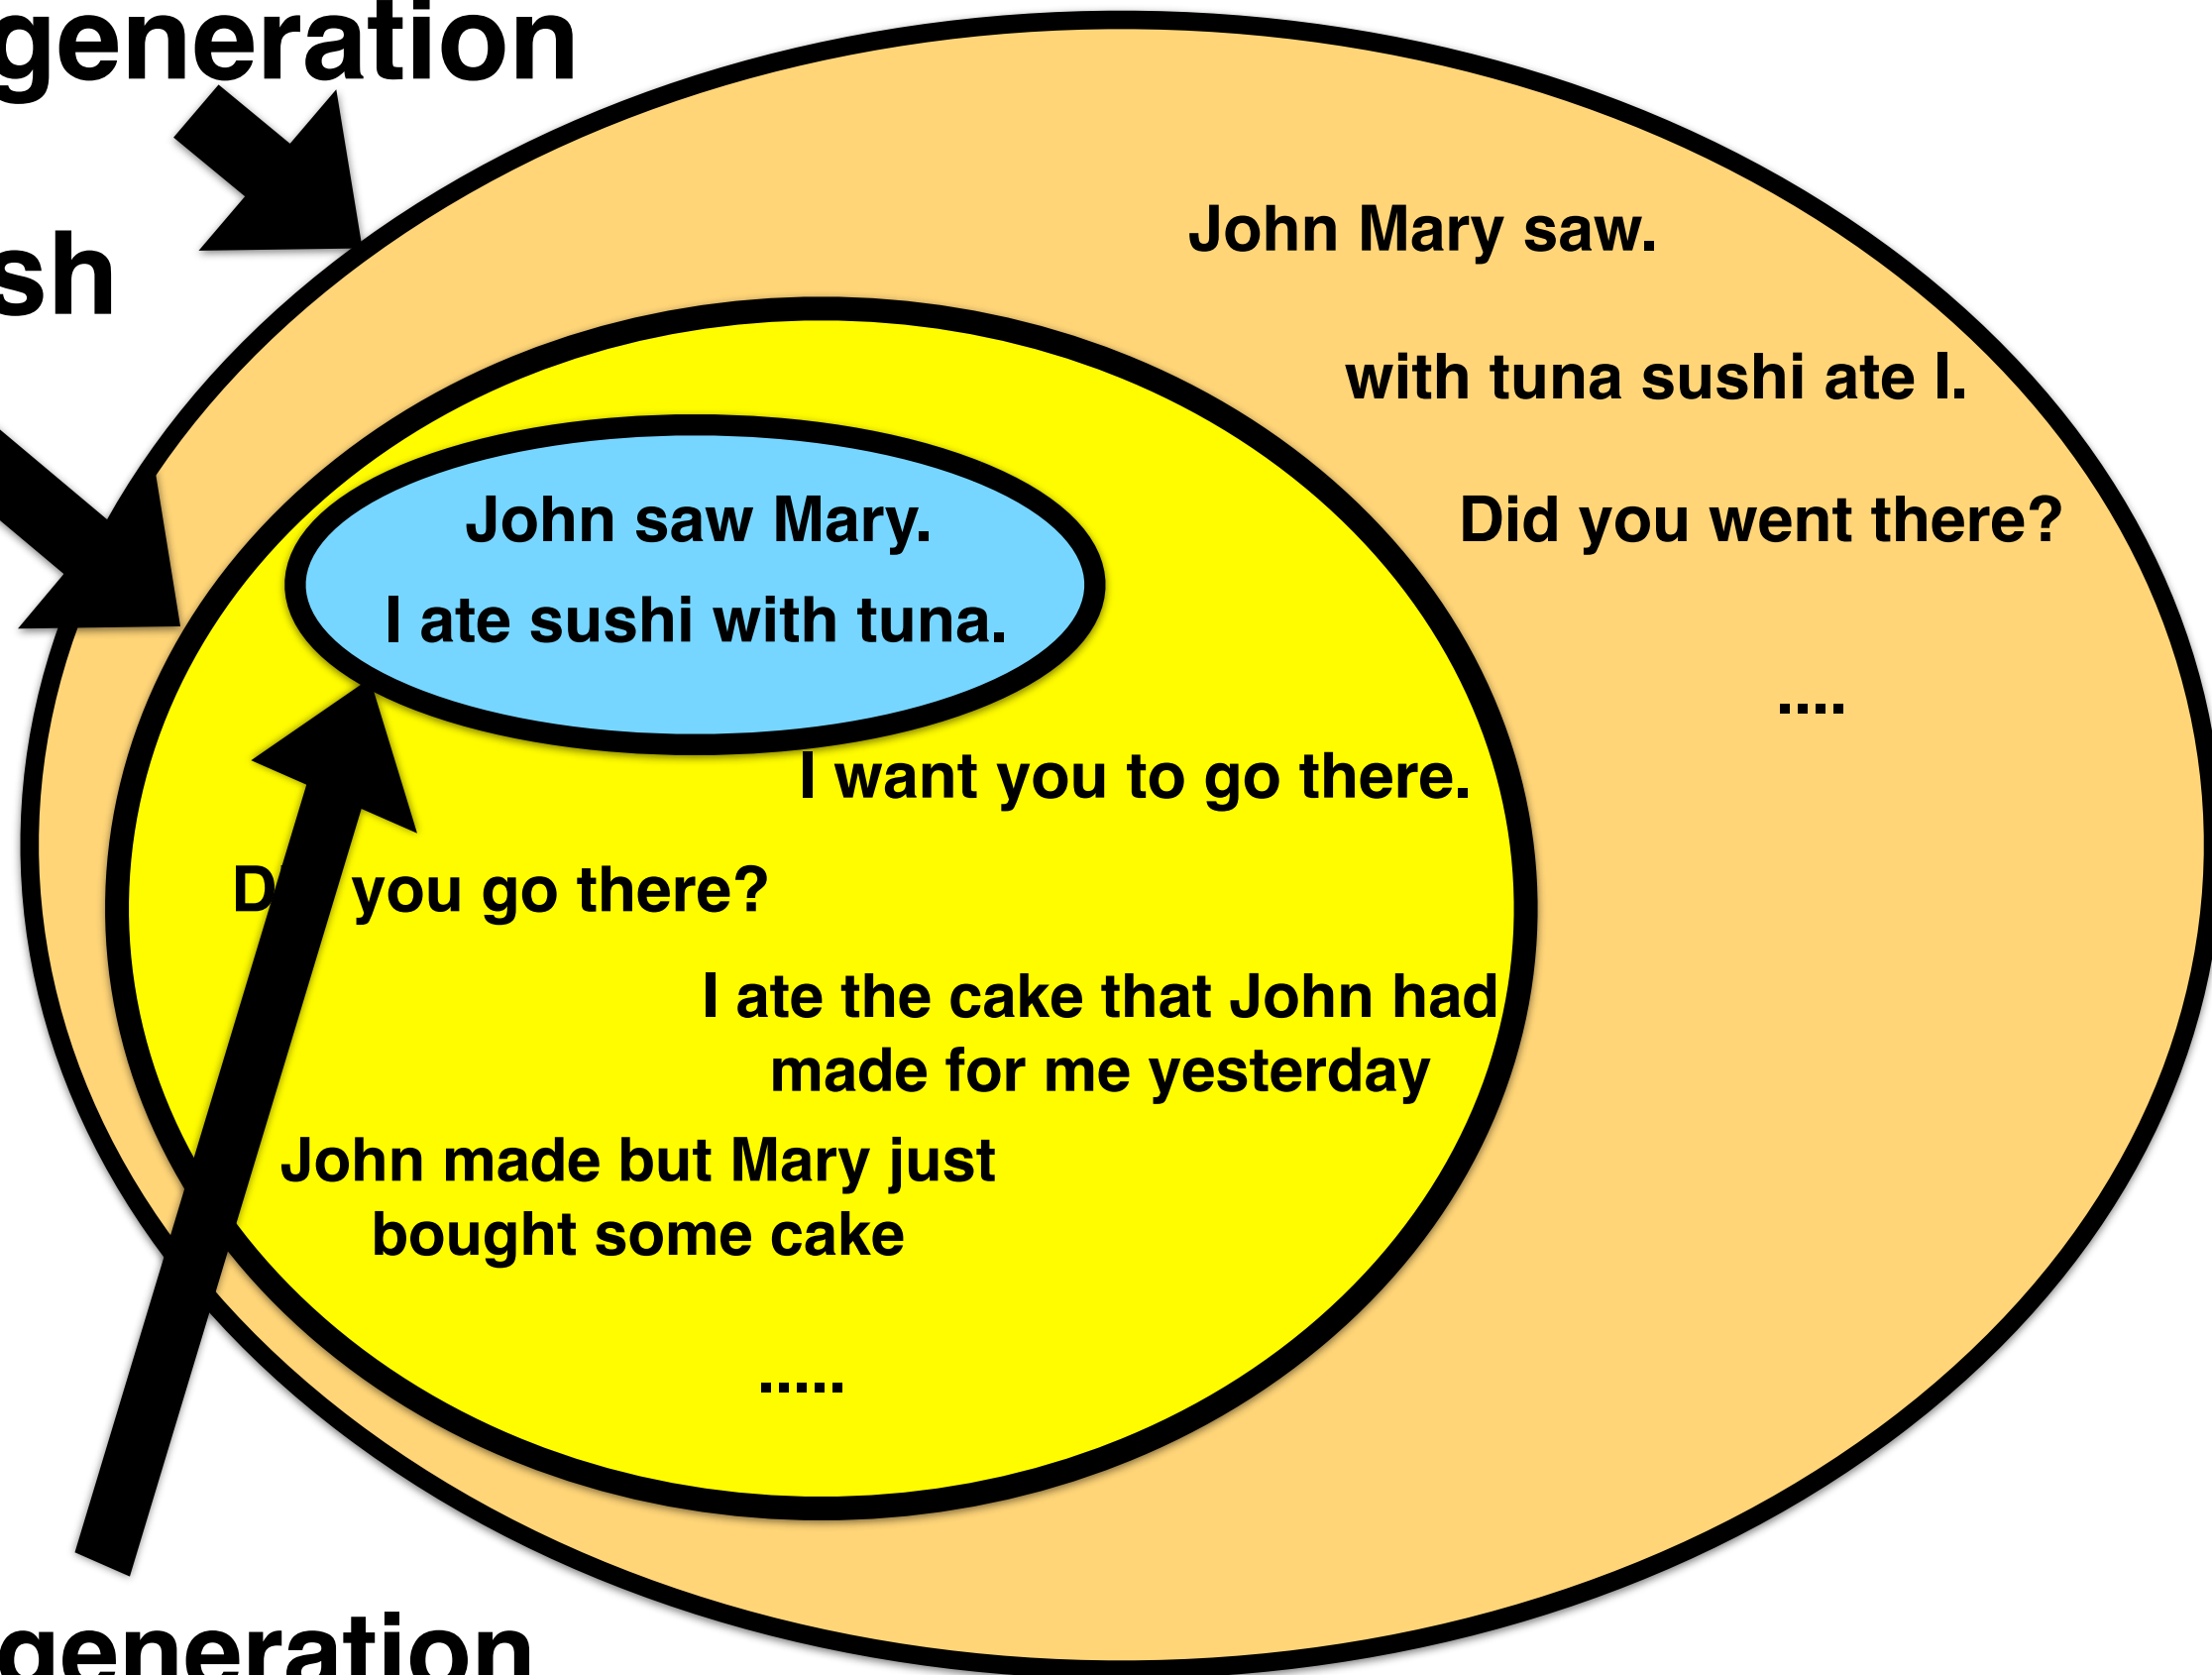 generation
sh
John Mary saw.
with tuna sushi ate I.
Did you went there?
....
John saw Mary.
I ate sushi with tuna.
I want you to go there.
you go there?
I ate the cake that John had
made for me yesterday
John made but Mary just
bought some cake
.....
generation